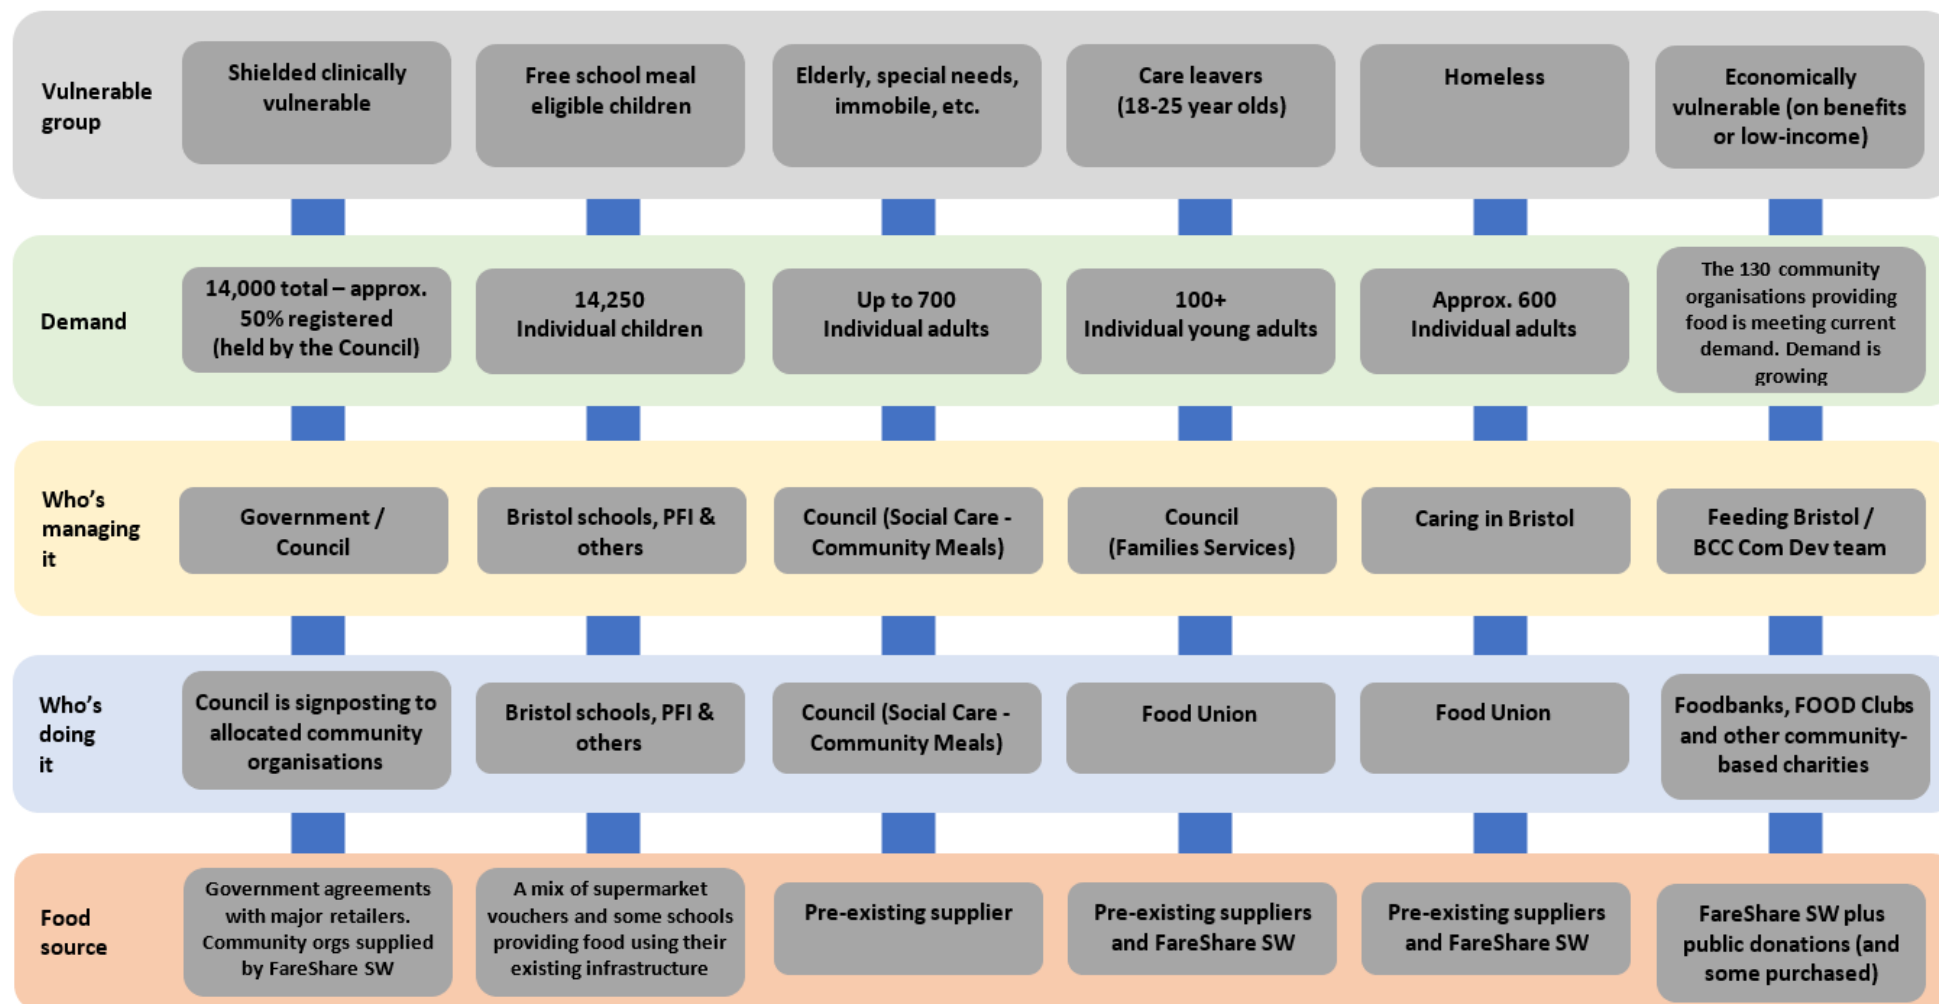 Vulnerable
group
Shielded clinically
vulnerable
Free school meal
eligible children
Elderly, special needs,
immobile, etc.
Care leavers
(18-25 year olds)
Homeless
Economically
vulnerable (on benefits
or low-income)
Demand
14,000 total – approx.
50% registered
(held by the Council)
14,250
Individual children
Up to 700
Individual adults
100+
Individual young adults
Approx. 600
Individual adults
The 130 community
organisations providing
food is meeting current
demand. Demand is
growing
Who's
managing
it
Government /
Council
Bristol schools, PFI &
others
Council (Social Care -
Community Meals)
Council
(Families Services)
Caring in Bristol
Feeding Bristol /
BCC Com Dev team
Who's
doing
it
Council is signposting to
allocated community
organisations
Bristol schools, PFI &
others
Council (Social Care -
Community Meals)
Food Union
Food Union
Foodbanks, FOOD Clubs
and other community-
based charities
Food
source
Government agreements
with major retailers.
Community orgs supplied
by FareShare SW
A mix of supermarket
vouchers and some schools
providing food using their
existing infrastructure
Pre-existing supplier
Pre-existing suppliers
and FareShare SW
Pre-existing suppliers
and FareShare SW
FareShare SW plus
public donations (and
some purchased)